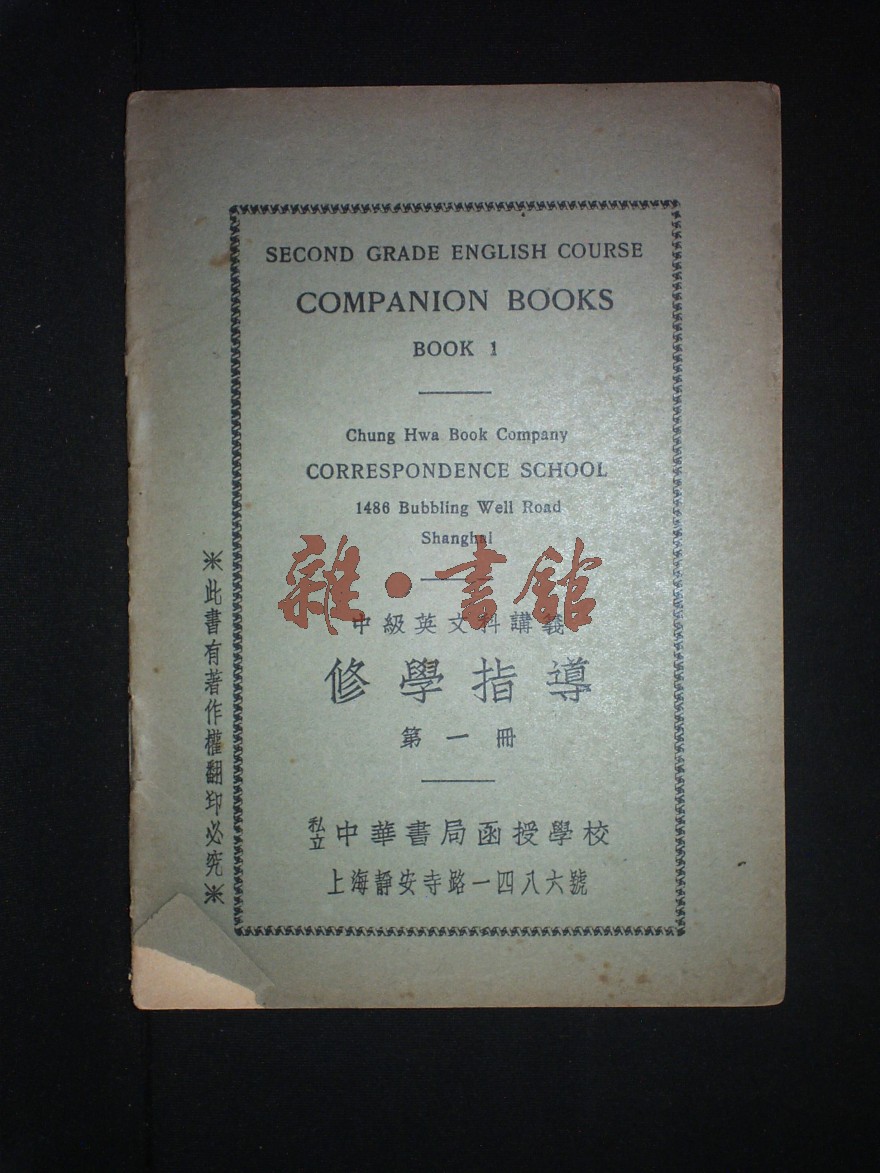 SECOND GRADE ENGLISH COURSE
COMPANION BOOKS
BOOK 1
Chung Hwa Book Company
CORRESPONDENCE SCHOOL
1486 Bubbling Well Road
Shanghai
雜·書館
中級英文科講義
修學指導
第一冊
私立中華書局函授學校
上海靜安寺路一四八六號
※此書有著作權翻印必究※